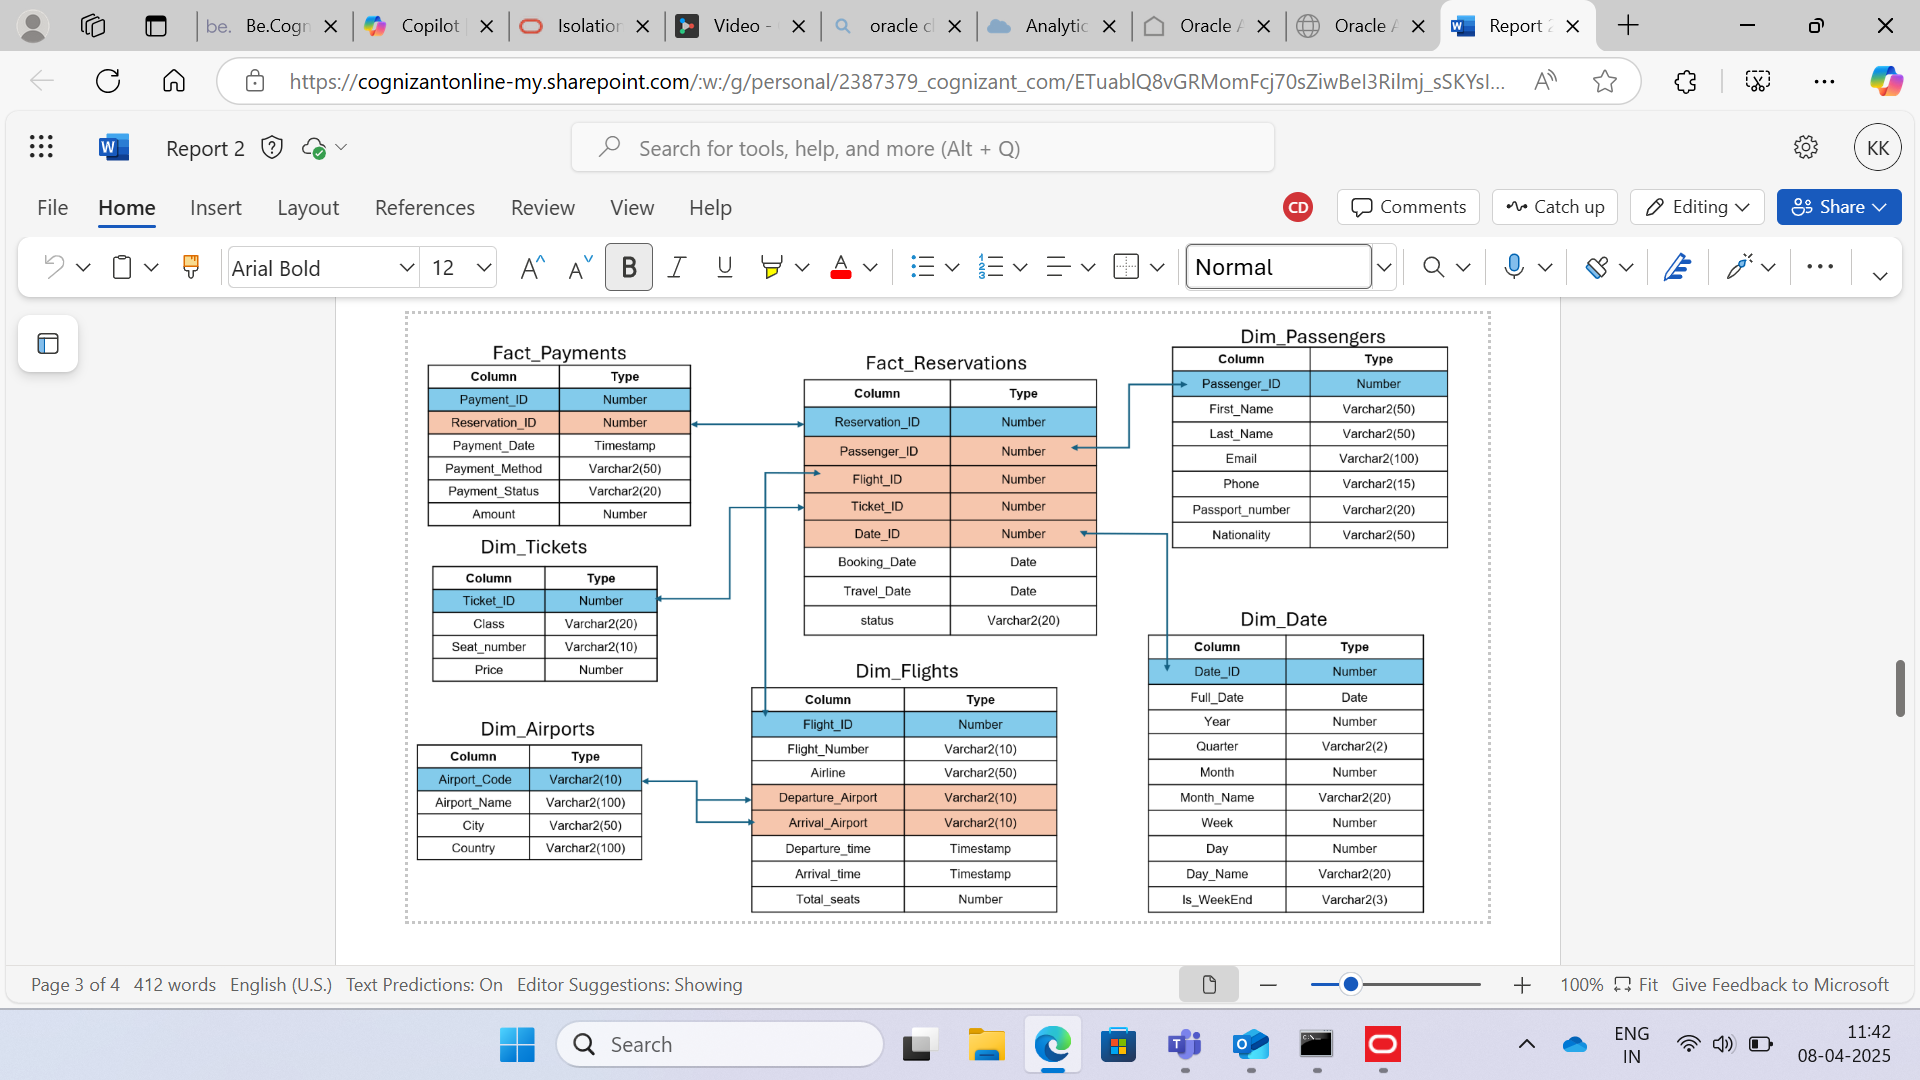 be. Be.Cogn
Copilot
Isolation
Video -
oracle cl
Analytic
Oracle A
Oracle A
Report 2
https://cognizantonline-my.sharepoint.com/:w:/g/personal/2387379_cognizant_com/ETuablQ8vGRMomFcj70sZiwBeI3Rilmj_sSKYsI...
Report 2
Search for tools, help, and more (Alt + Q)
KK
File Home Insert Layout References Review View Help
CD Comments Catch up Editing Share
Arial Bold 12 B I U A Normal
Fact_Payments
Column Type
Payment_ID Number
Reservation_ID Number
Payment_Date Timestamp
Payment_Method Varchar2(50)
Payment_Status Varchar2(20)
Amount Number
Fact_Reservations
Column Type
Reservation_ID Number
Passenger_ID Number
Flight_ID Number
Ticket_ID Number
Date_ID Number
Booking_Date Date
Travel_Date Date
status Varchar2(20)
Dim_Passengers
Column Type
Passenger_ID Number
First_Name Varchar2(50)
Last_Name Varchar2(50)
Email Varchar2(100)
Phone Varchar2(15)
Passport_number Varchar2(20)
Nationality Varchar2(50)
Dim_Tickets
Column Type
Ticket_ID Number
Class Varchar2(20)
Seat_number Varchar2(10)
Price Number
Dim_Airports
Column Type
Airport_Code Varchar2(10)
Airport_Name Varchar2(100)
City Varchar2(50)
Country Varchar2(100)
Dim_Flights
Column Type
Flight_ID Number
Flight_Number Varchar2(10)
Airline Varchar2(50)
Departure_Airport Varchar2(10)
Arrival_Airport Varchar2(10)
Departure_time Timestamp
Arrival_time Timestamp
Total_seats Number
Dim_Date
Column Type
Date_ID Number
Full_Date Date
Year Number
Quarter Varchar2(2)
Month Number
Month_Name Varchar2(20)
Week Number
Day Number
Day_Name Varchar2(20)
Is_WeekEnd Varchar2(3)
Page 3 of 4 412 words English (U.S.) Text Predictions: On Editor Suggestions: Showing
100% Fit Give Feedback to Microsoft
Search
ENG
IN
11:42
08-04-2025